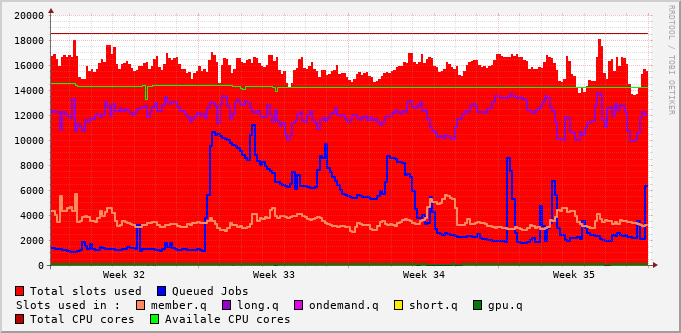 20000
18000
16000
14000
12000
10000
8000
6000
4000
2000
0
Week 32 Week 33 Week 34 Week 35
RRDTOOL / TOBI OETIKER
Total slots used Queued Jobs
Slots used in : member.q long.q ondemand.q short.q gpu.q
Total CPU cores Availale CPU cores